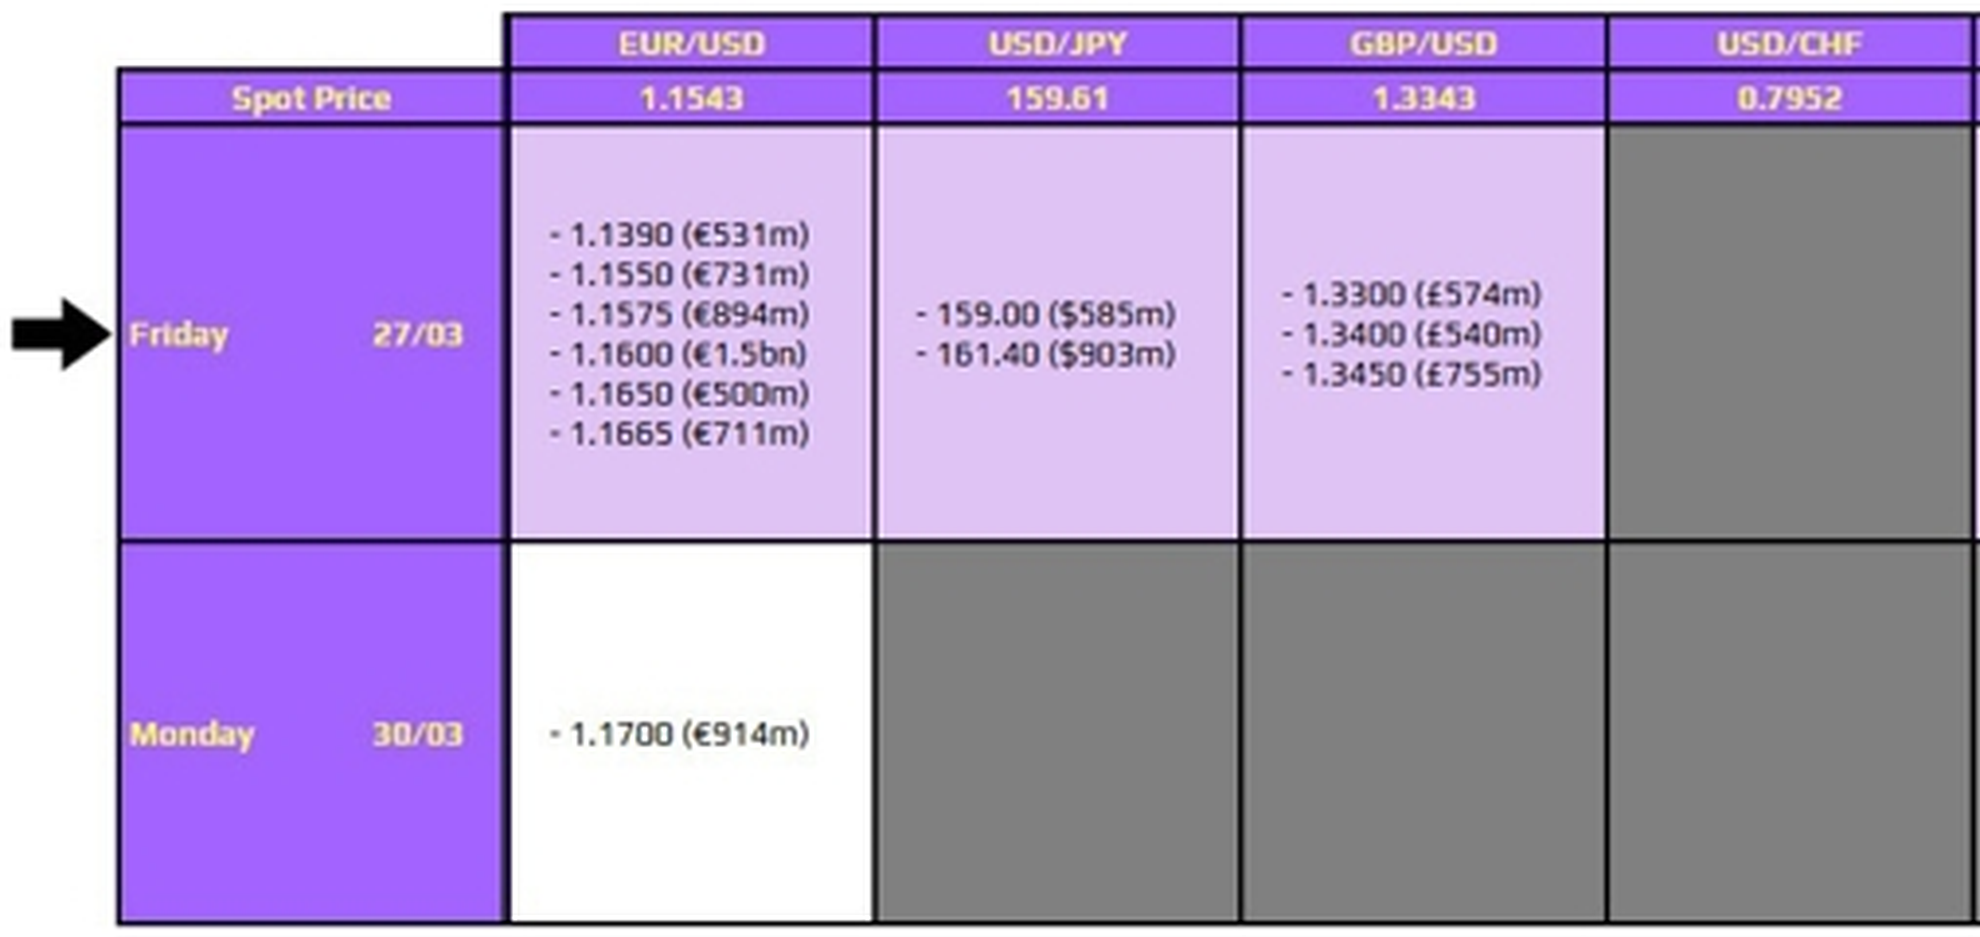 EUR/USD USD/JPY GBP/USD USD/CHF
Spot Price 1.1543 159.61 1.3343 0.7952
Friday 27/03
- 1.1390 (€531m)
- 1.1550 (€731m)
- 1.1575 (€894m)
- 1.1600 (€1.5bn)
- 1.1650 (€500m)
- 1.1665 (€711m)
- 159.00 ($585m)
- 161.40 ($903m)
- 1.3300 (£574m)
- 1.3400 (£540m)
- 1.3450 (£755m)
Monday 30/03
- 1.1700 (€914m)